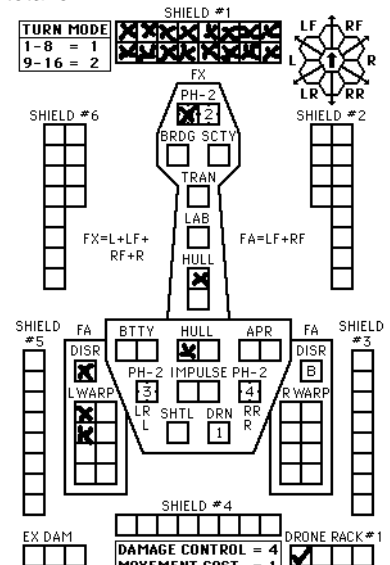 SHIELD #1
TURN MODE
1-8 = 1
9-16 = 2
LF RF
L R
LR RR
FX
PH-2
2
SHIELD #6
SHIELD #2
BRDG SCTY
TRAN
LAB
FX=L+LF+
RF+R
FA=LF+RF
HULL
SHIELD
#5
FA
BTTY HULL APR
FA
SHIELD
#3
DISR
DISR
B
PH-2 IMPULSE PH-2
3 4
L WARP
R WARP
LR
L
SHTL DRN
RR
R
1
SHIELD #4
EX DAM
DAMAGE CONTROL = 4
MOVEMENT COST = 1
DRONE RACK #1